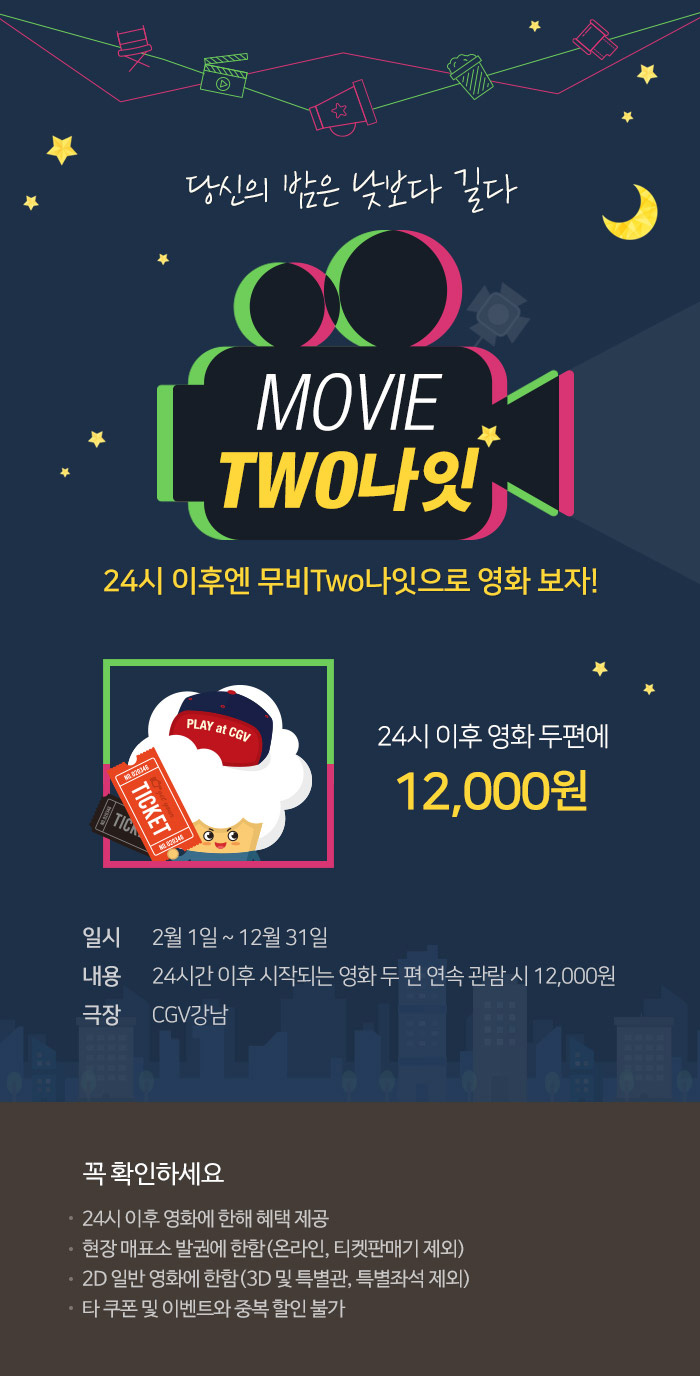 당신의 밤은 낮보다 길다
MOVIE
TWO나잇
24시 이후엔 무비Two나잇으로 영화 보자!
PLAY at CGV
NO.020346
TICKET
NO.020346
TICK
24시 이후 영화 두편에
12,000원
일시 2월 1일 ~ 12월 31일
내용 24시간 이후 시작되는 영화 두 편 연속 관람 시 12,000원
극장 CGV강남
꼭 확인하세요
· 24시 이후 영화에 한해 혜택 제공
· 현장 매표소 발권에 한함(온라인, 티켓판매기 제외)
· 2D 일반 영화에 한함(3D 및 특별관, 특별좌석 제외)
· 타 쿠폰 및 이벤트와 중복 할인 불가